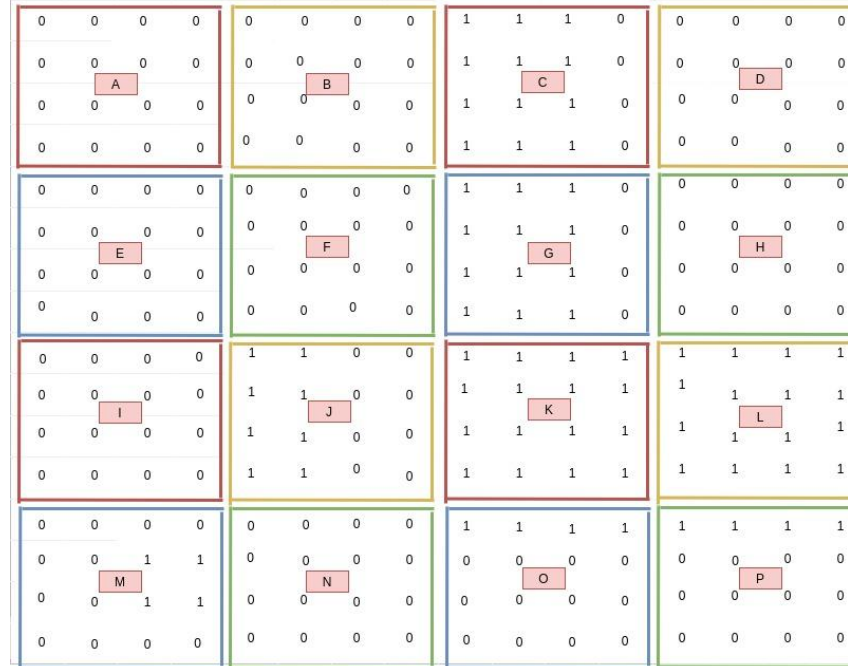 0 0 0 0 0 0 0 0 1 1 1 0 0 0 0 0
0 0 0 0 0 0 0 0 1 1 1 0 0 0 0 0
A B C D
0 0 0 0 0 0 0 0 1 1 1 0 0 0 0 0
0 0 0 0 0 0 0 0 1 1 1 0 0 0 0 0
0 0 0 0 0 0 0 0 1 1 1 0 0 0 0 0
0 0 0 0 0 0 0 0 1 1 1 0 0 0 0 0
E F G H
0 0 0 0 0 0 0 0 1 1 1 0 0 0 0 0
0 0 0 0 0 0 0 0 1 1 1 0 0 0 0 0
0 0 0 0 1 1 0 0 1 1 1 1 1 1 1 1
0 0 0 0 1 1 0 0 1 1 1 1 1 1 1 1
I J K L
0 0 0 0 1 1 0 0 1 1 1 1 1 1 1 1
0 0 0 0 1 1 0 0 1 1 1 1 1 1 1 1
0 0 0 0 0 0 0 0 1 1 1 1 1 1 1 1
0 0 1 1 0 0 0 0 0 0 0 0 0 0 0 0
M N O P
0 0 1 1 0 0 0 0 0 0 0 0 0 0 0 0
0 0 0 0 0 0 0 0 0 0 0 0 0 0 0 0